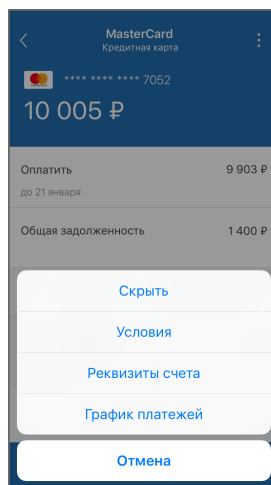 MasterCard
Кредитная карта
**** **** **** 7052
10 005 ₽
Оплатить 9 903 ₽
до 21 января
Общая задолженность 1 400 ₽
Скрыть
Условия
Реквизиты счета
График платежей
Отмена